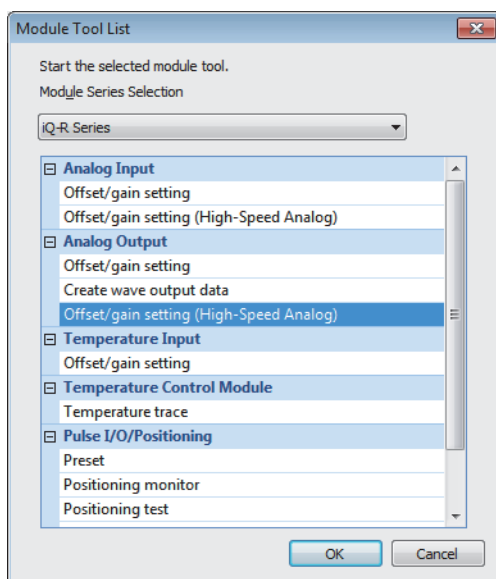 Module Tool List
Start the selected module tool.
Module Series Selection
iQ-R Series
Analog Input
Offset/gain setting
Offset/gain setting (High-Speed Analog)
Analog Output
Offset/gain setting
Create wave output data
Offset/gain setting (High-Speed Analog)
Temperature Input
Offset/gain setting
Temperature Control Module
Temperature trace
Pulse I/O/Positioning
Preset
Positioning monitor
Positioning test
OK
Cancel